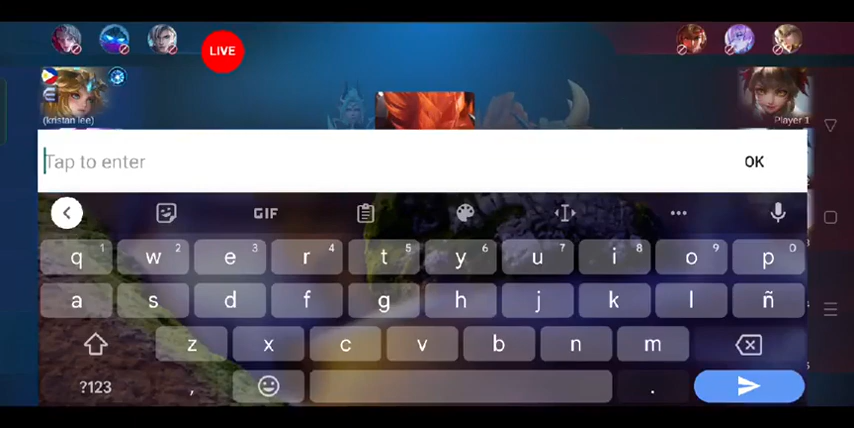 LIVE
(kristan lee)
Player 1
Tap to enter
OK
GIF
q 1 w 2 e 3 r 4 t 5 y 6 u 7 i 8 o 9 p 0
a s d f g h j k l ñ
z x c v b n m
?123 , .